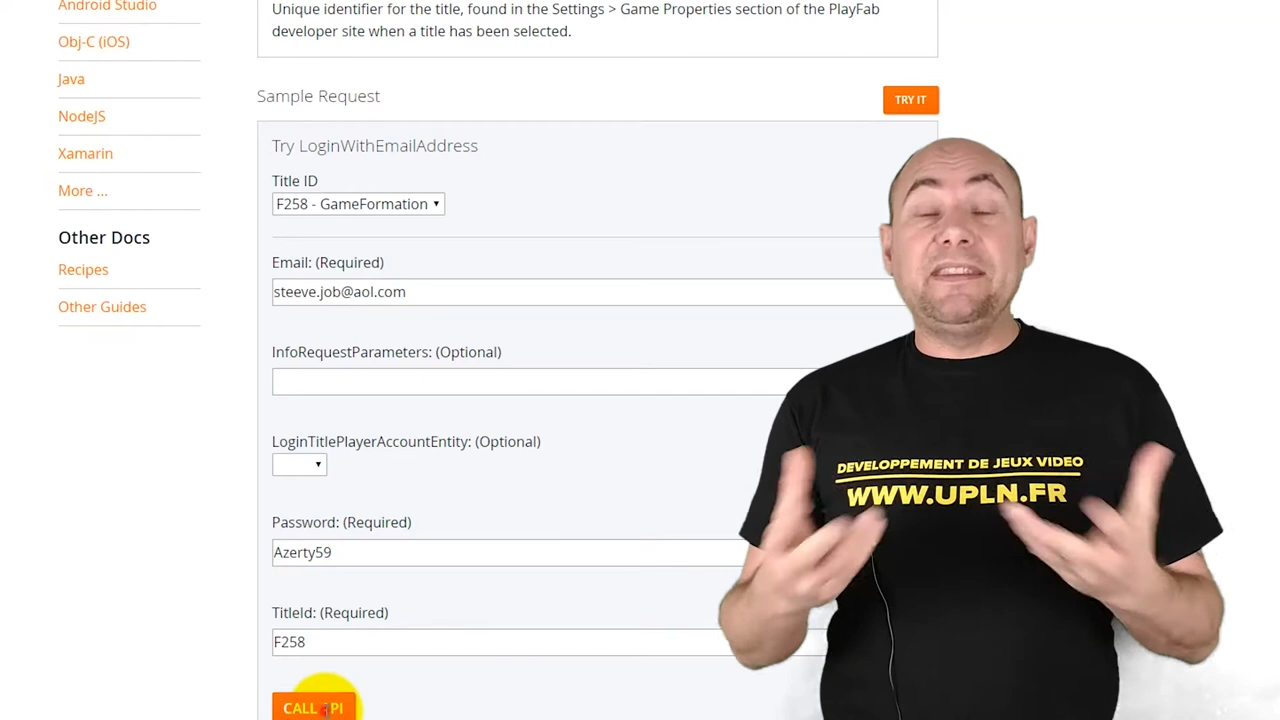 Android Studio
Obj-C (iOS)
Java
NodeJS
Xamarin
More ...
Other Docs
Recipes
Other Guides
Unique identifier for the title, found in the Settings > Game Properties section of the PlayFab
developer site when a title has been selected.
Sample Request
TRY IT
Try LoginWithEmailAddress
Title ID
F258 - GameFormation
Email: (Required)
steeve.job@aol.com
InfoRequestParameters: (Optional)
LoginTitlePlayerAccountEntity: (Optional)
Password: (Required)
Azerty59
TitleId: (Required)
F258
CALL API
DEVELOPPEMENT DE JEUX VIDEO
WWW.UPLN.FR